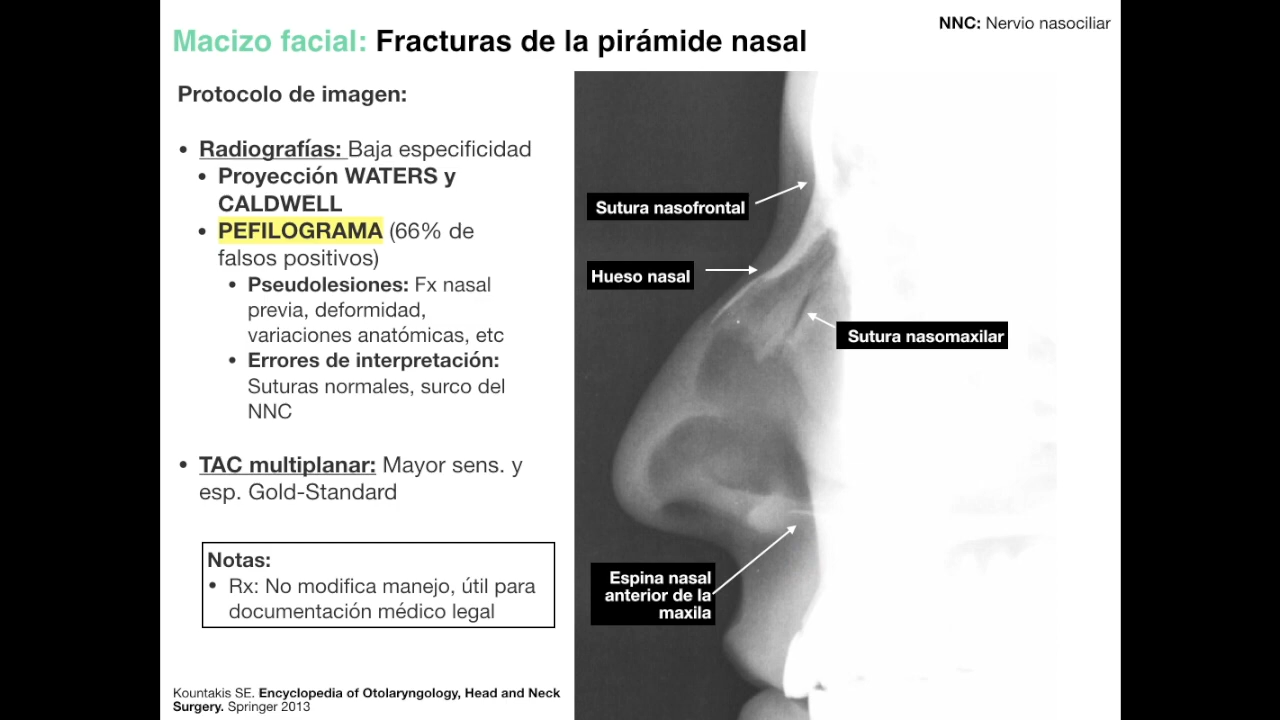 Macizo facial: Fracturas de la pirámide nasal
NNC: Nervio nasociliar
Protocolo de imagen:
• Radiografías: Baja especificidad
• Proyección WATERS y
CALDWELL
• PEFILOGRAMA (66% de
falsos positivos)
• Pseudolesiones: Fx nasal
previa, deformidad,
variaciones anatómicas, etc
• Errores de interpretación:
Suturas normales, surco del
NNC
• TAC multiplanar: Mayor sens. y
esp. Gold-Standard
Notas:
• Rx: No modifica manejo, útil para
documentación médico legal
Kountakis SE. Encyclopedia of Otolaryngology, Head and Neck
Surgery. Springer 2013
Sutura nasofrontal
Hueso nasal
Sutura nasomaxilar
Espina nasal
anterior de la
maxila